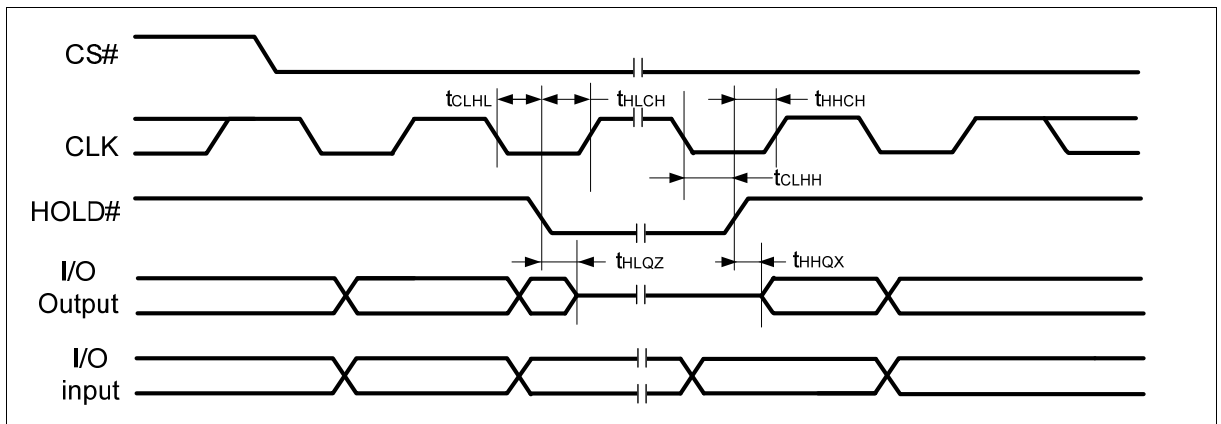 CS#
tCLHL
tHLCH
tHHCH
CLK
tCLHH
HOLD#
tHLQZ
tHHQX
I/O
Output
I/O
input